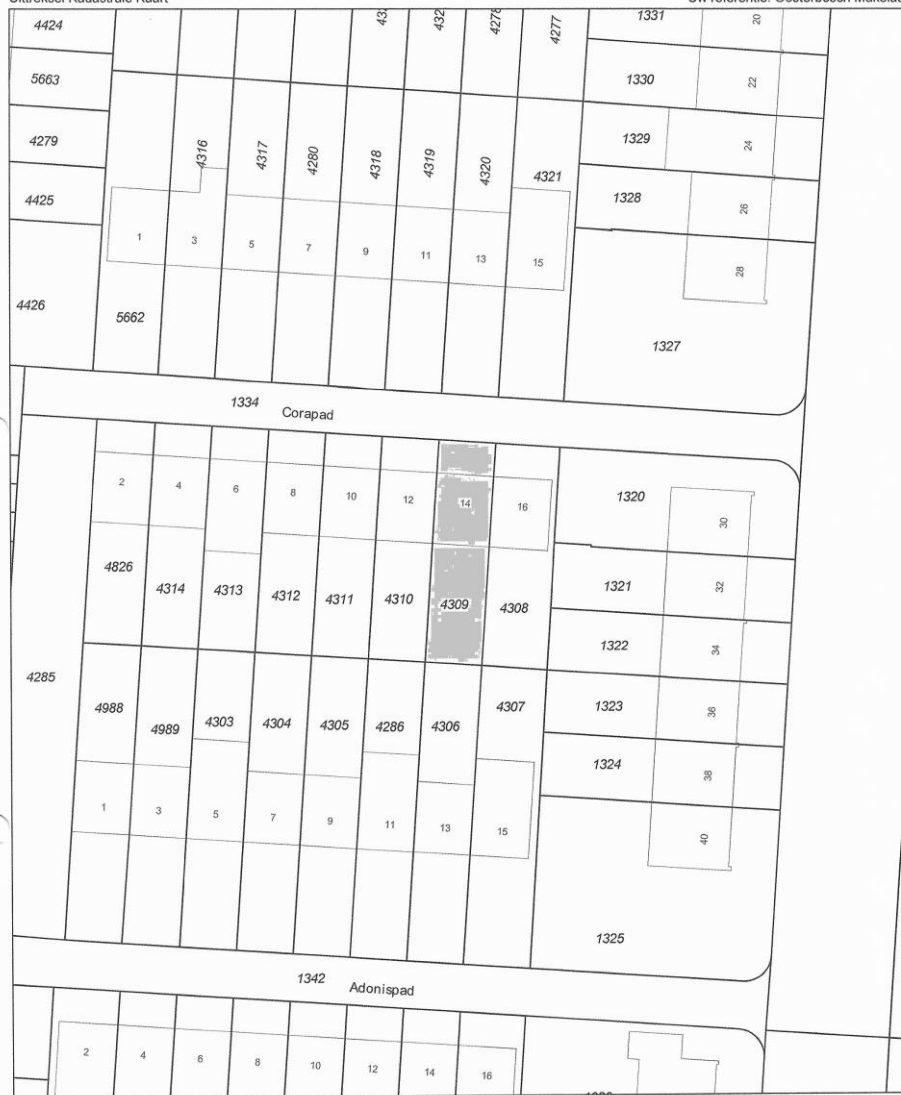 Uittreksel Kadastrale Kaart
4424 4278 4277 1331 20
5663 1330 22
4279 4316 4317 4280 4318 4319 4320 4321 1329 24
4425 1328 26
1 3 5 7 9 11 13 15 28
4426 5662 1327
1334 Corapad
2 4 6 8 10 12 14 16 1320 30
4826 4314 4313 4312 4311 4310 4309 4308 1321 32
1322 34
4285 4988 4989 4303 4304 4305 4286 4306 4307 1323 36
1324 38
1 3 5 7 9 11 13 15 40
1325
1342 Adonispad
2 4 6 8 10 12 14 16